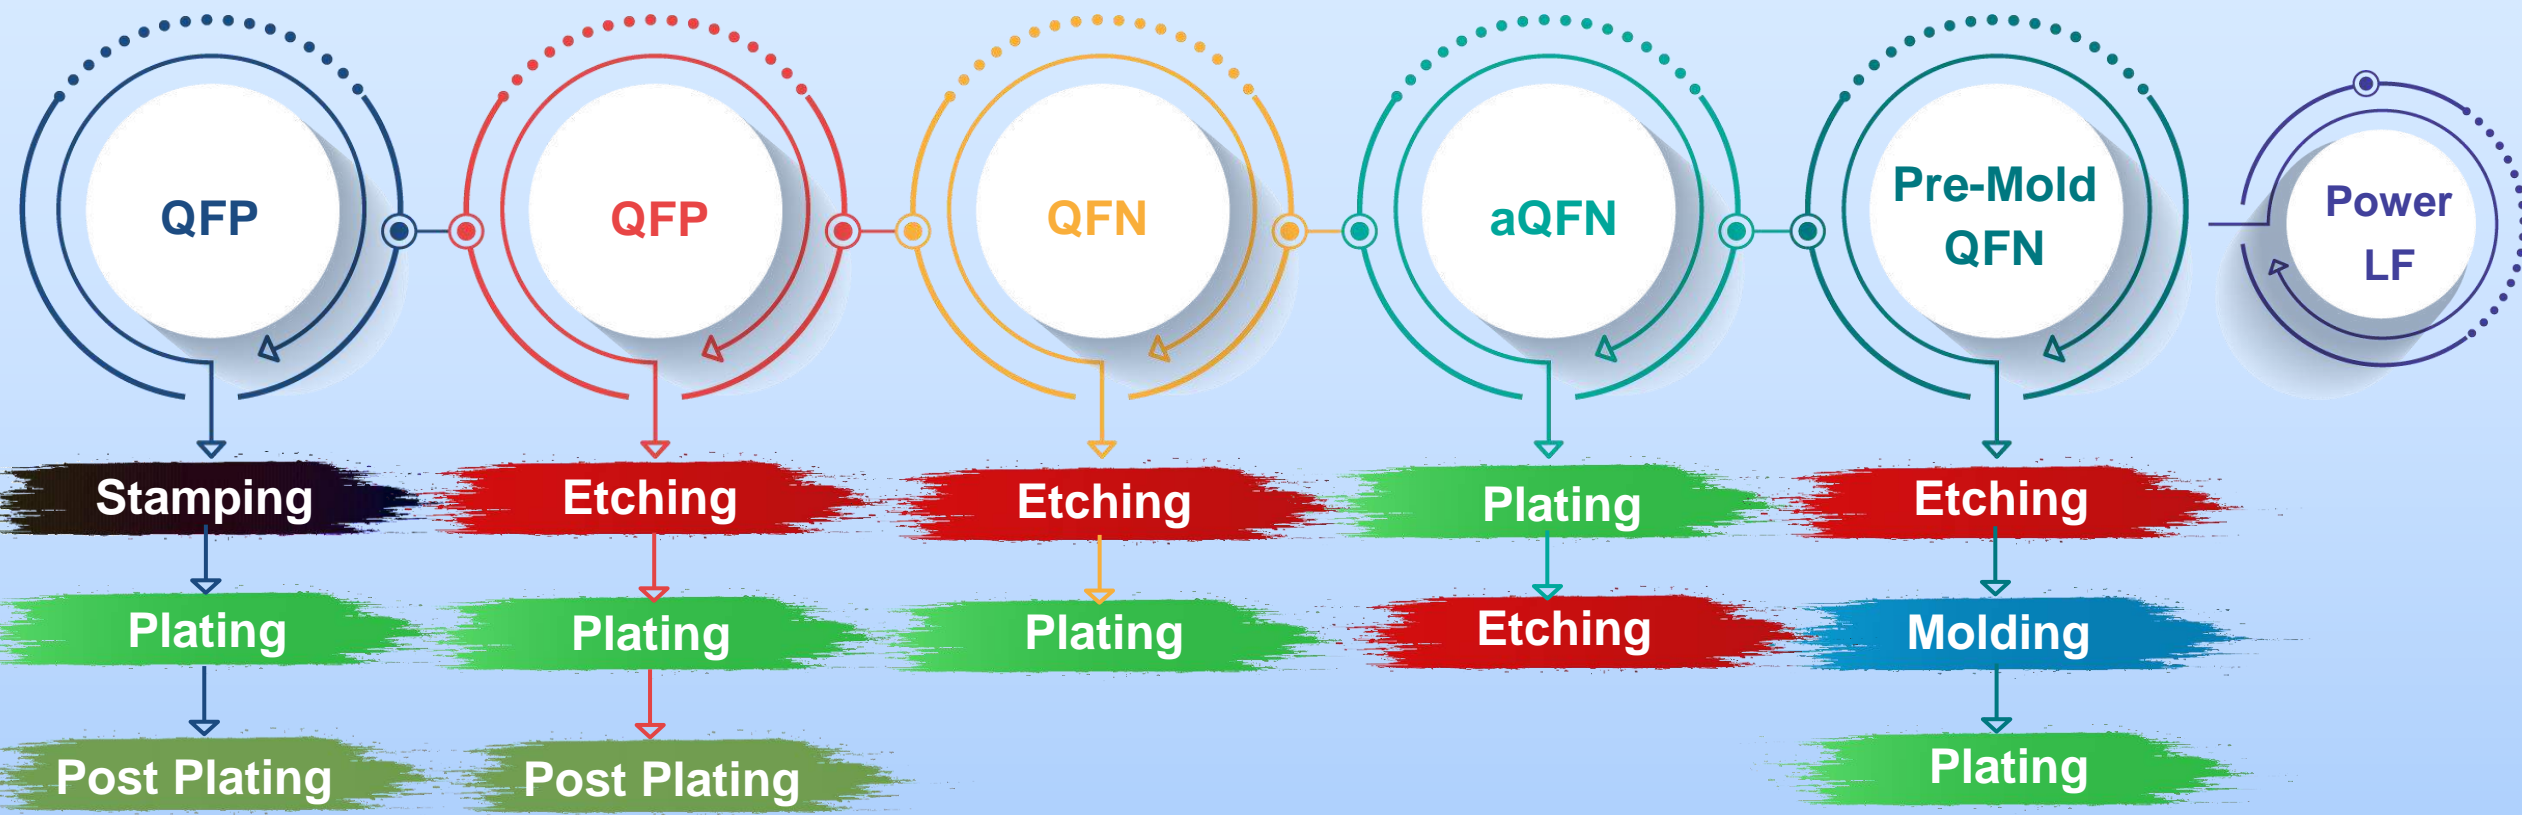 QFP
QFP
QFN
aQFN
Pre-Mold
QFN
Power
LF
Stamping
Etching
Etching
Plating
Etching
Plating
Plating
Plating
Etching
Molding
Post Plating
Post Plating
Plating